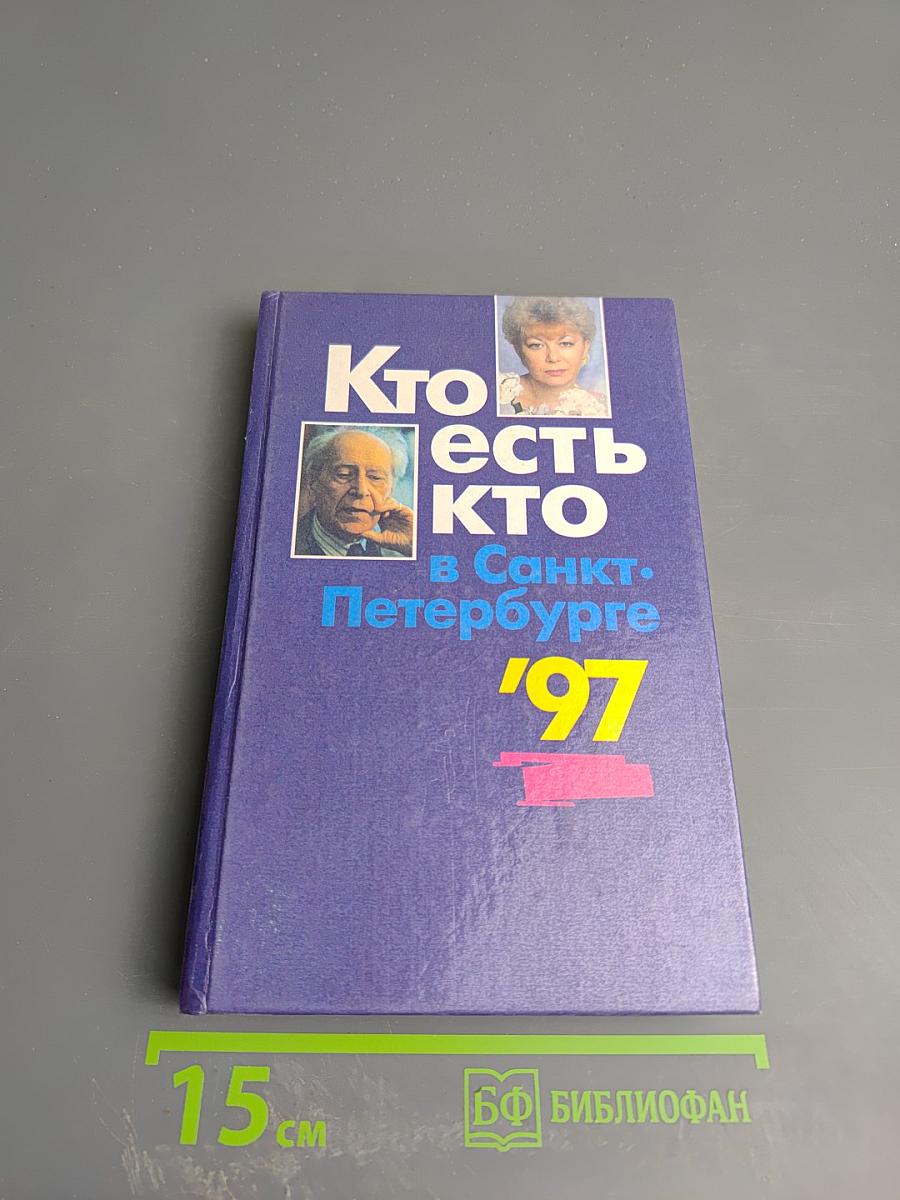 Кто
есть
кто
в Санкт-
Петербурге
'97
15 см
БФ БИБЛИОФАН